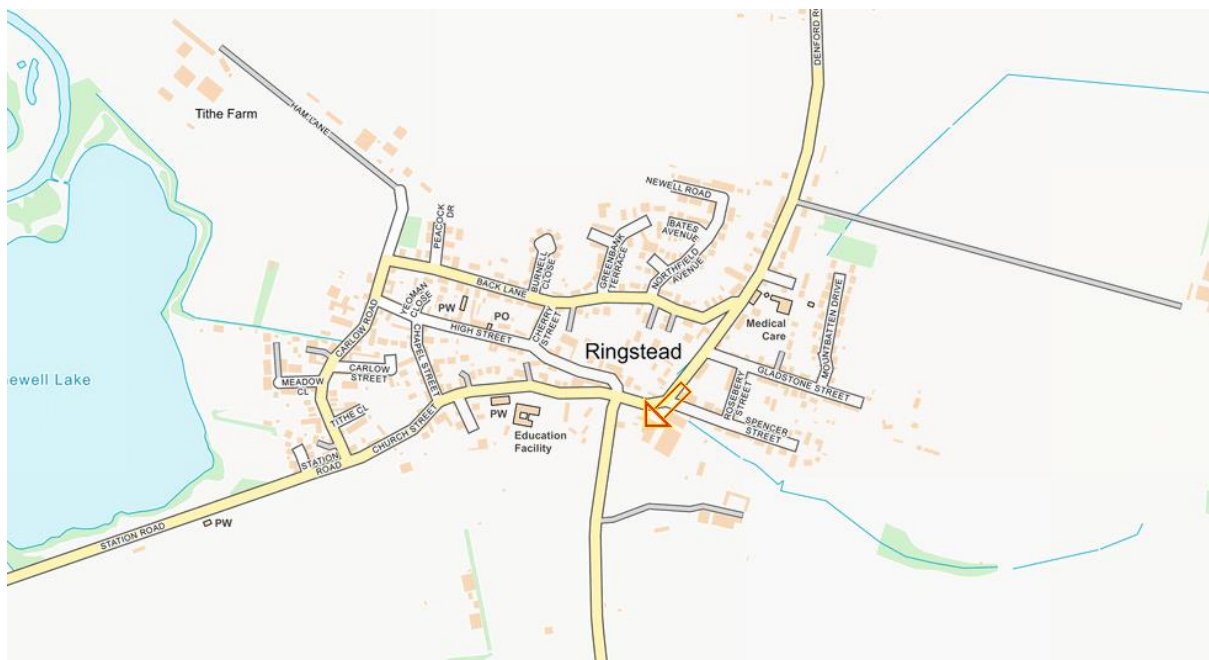 DENFORD R
Tithe Farm
HAM LANE
NEWELL ROAD
PEACOCK
DR
BATES
AVENUE
GREENBANK
TERRACE
NORTHFIELD
AVENUE
BURNELL
CLOSE
BACK LANE
YEOMAN
CLOSE
PW
PO
CHERRY
STREET
HIGH STREET
Medical
Care
MOUNTBATTEN DRIVE
CARLOW ROAD
Ringstead
CHAPEL STREET
CARLOW
STREET
GLADSTONE STREET
ewell Lake
MEADOW
CL
ROSEBERY
STREET
TITHE CL
PW
SPENCER
STREET
CHURCH STREET
Education
Facility
STATION
ROAD
PW
STATION ROAD